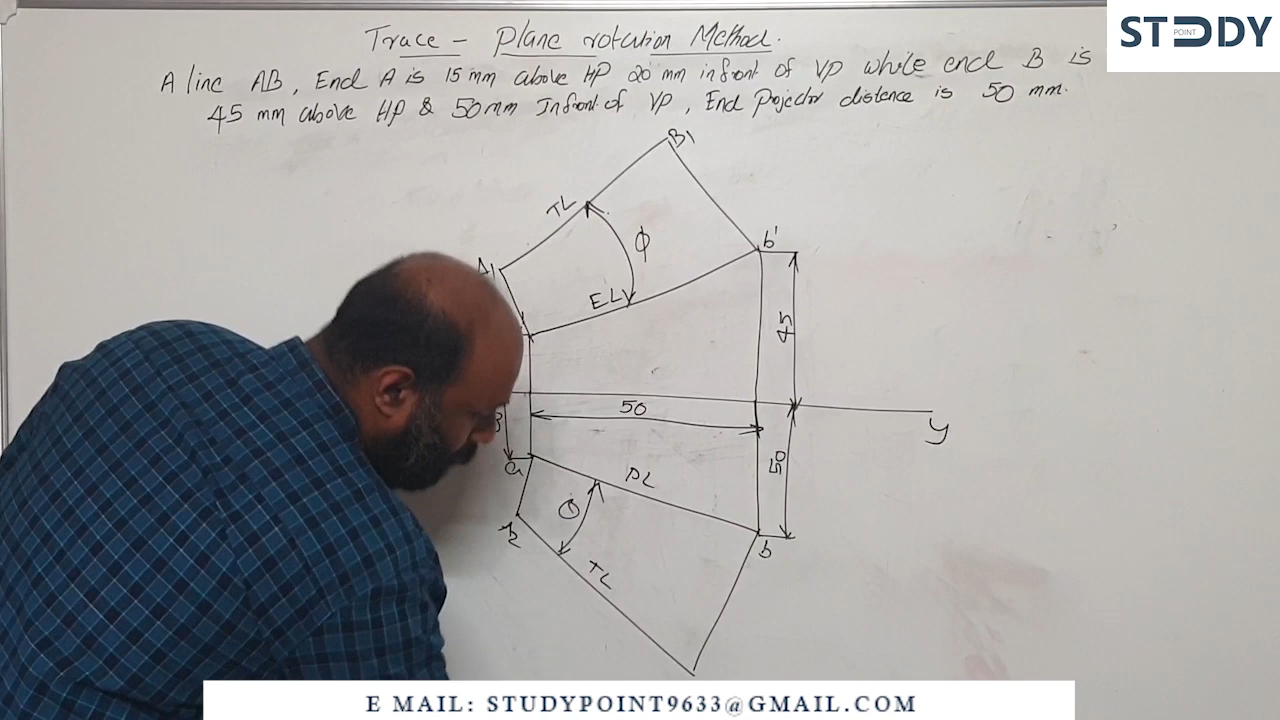 STUDY
POINT
Trace - Plane rotation Method.
A line AB, End A is 15 mm above HP 20 mm infront of VP while end B is
45 mm above HP & 50 mm Infront of VP, End Projector distance is 50 mm.
B1
TL
ϕ
b'
A1
EL
45
50
y
a
PL
50
θ
b
TL
E MAIL: STUDYPOINT9633@GMAIL.COM